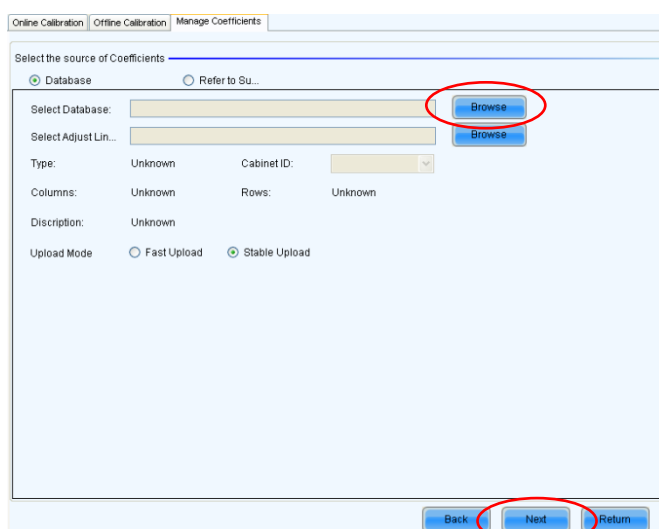 Online Calibration Offline Calibration Manage Coefficients
Select the source of Coefficients
Database Refer to Su...
Select Database: Browse
Select Adjust Lin... Browse
Type: Unknown Cabinet ID:
Columns: Unknown Rows: Unknown
Discription: Unknown
Upload Mode Fast Upload Stable Upload
Back Next Return